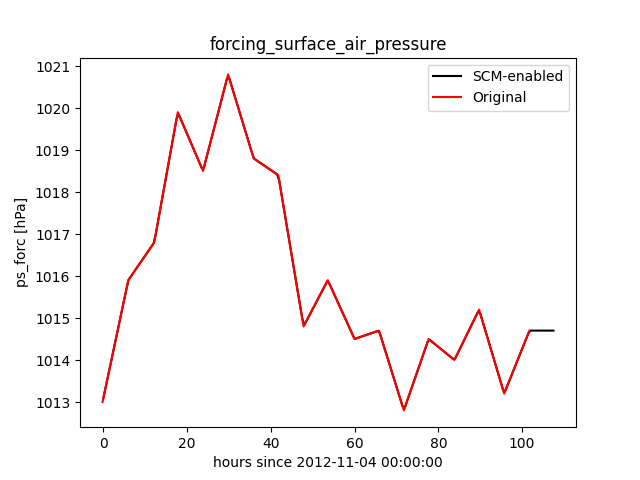 forcing_surface_air_pressure
1021
1020
1019
1018
1017
1016
1015
1014
1013
ps_forc [hPa]
SCM-enabled
Original
0 20 40 60 80 100
hours since 2012-11-04 00:00:00